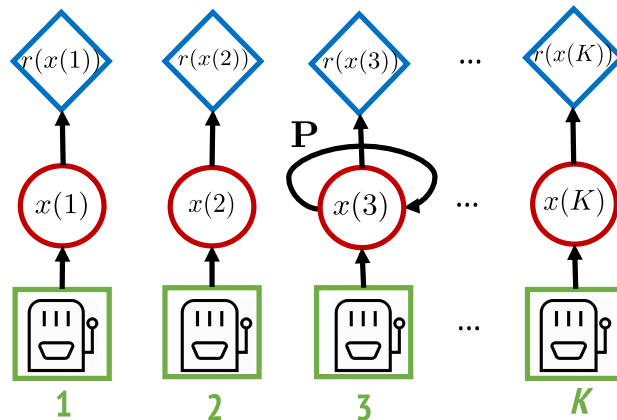 r(x(1)) r(x(2)) r(x(3)) ... r(x(K))
P
x(1) x(2) x(3) ... x(K)
...
1 2 3 K